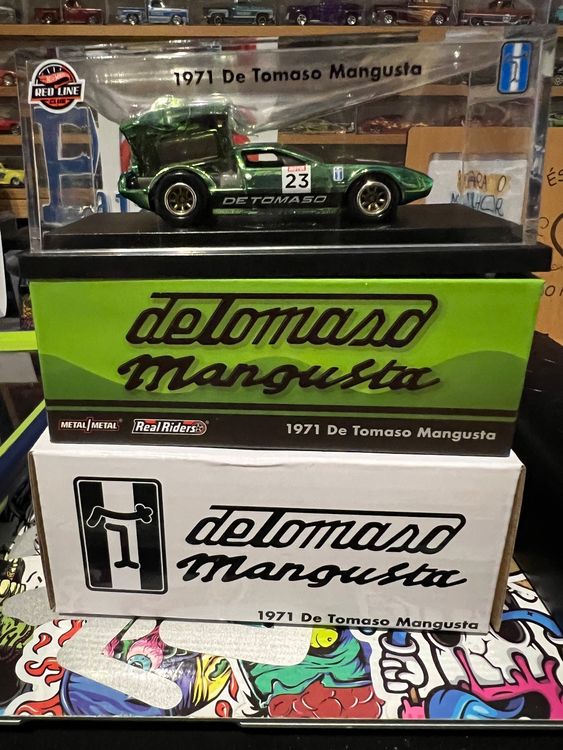 1971 De Tomaso Mangusta
RED LINE
CLUB
23
DETOMASO
deTomaso
Mangusta
METAL METAL
Real Riders
1971 De Tomaso Mangusta
deTomaso
Mangusta
1971 De Tomaso Mangusta